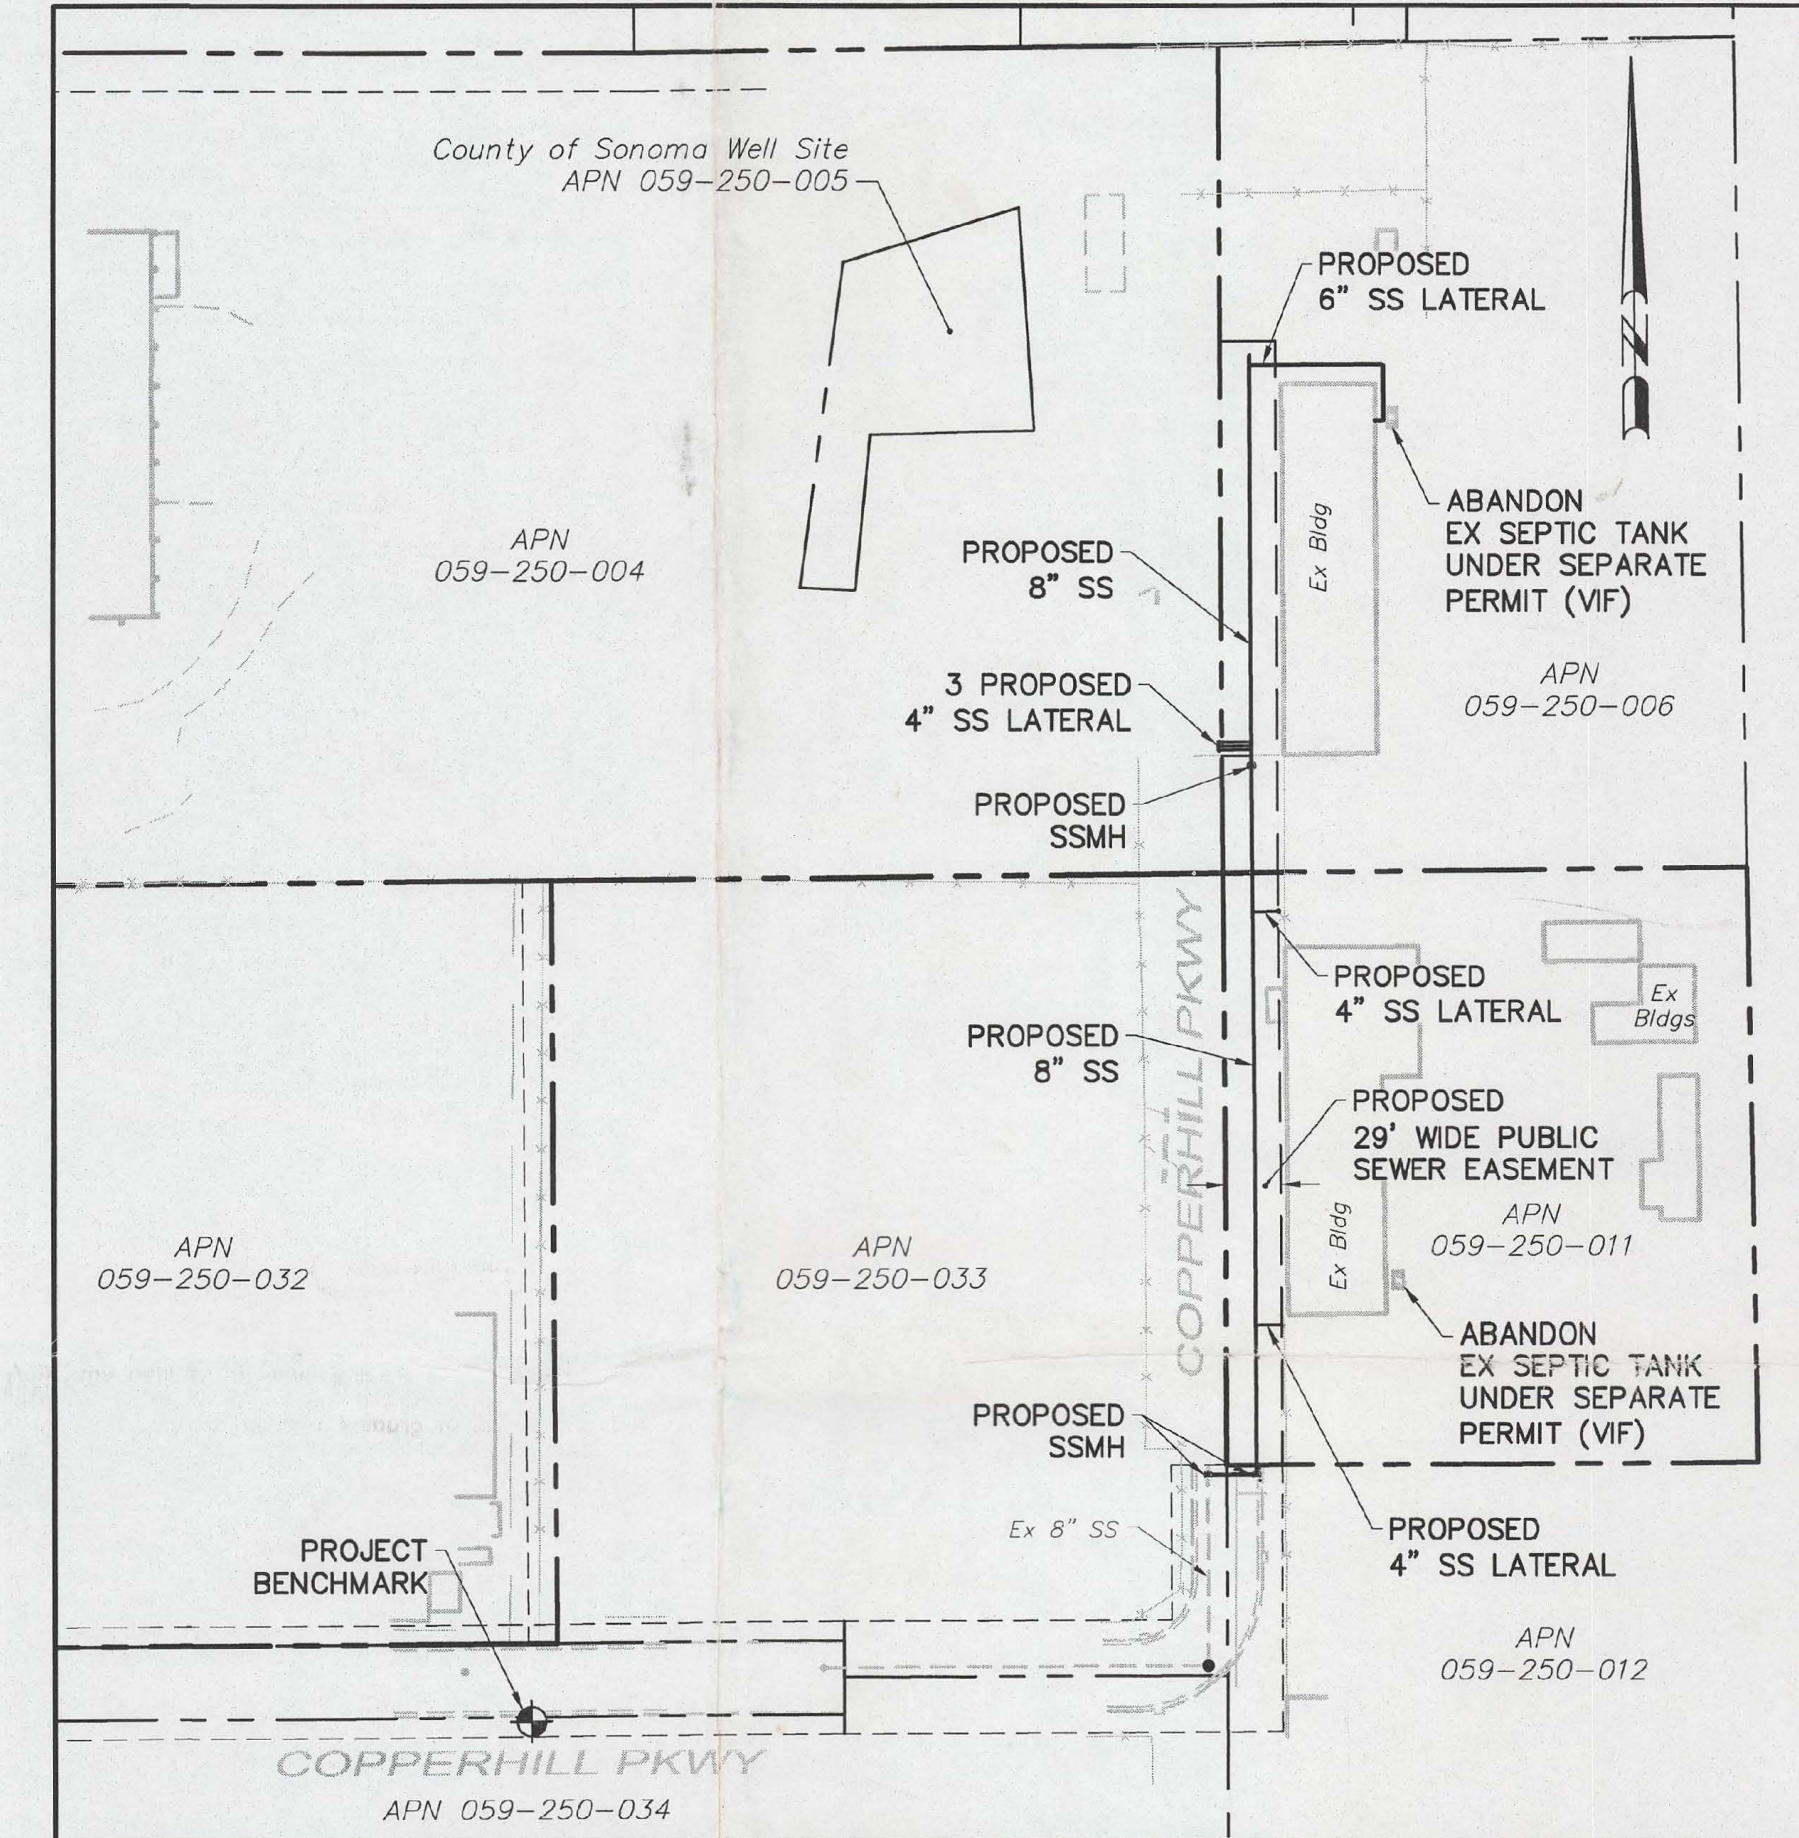 County of Sonoma Well Site
APN 059-250-005
PROPOSED
6" SS LATERAL
N
ABANDON
EX SEPTIC TANK
UNDER SEPARATE
PERMIT (VIF)
Ex Bldg
APN
059-250-004
PROPOSED
8" SS
APN
059-250-006
3 PROPOSED
4" SS LATERAL
PROPOSED
SSMH
COPPERHILL PKWY
PROPOSED
4" SS LATERAL
Ex
Bldgs
PROPOSED
8" SS
PROPOSED
29' WIDE PUBLIC
SEWER EASEMENT
APN
059-250-011
Ex Bldg
APN
059-250-032
APN
059-250-033
ABANDON
EX SEPTIC TANK
UNDER SEPARATE
PERMIT (VIF)
PROPOSED
SSMH
Ex 8" SS
PROPOSED
4" SS LATERAL
PROJECT
BENCHMARK
APN
059-250-012
COPPERHILL PKWY
APN 059-250-034